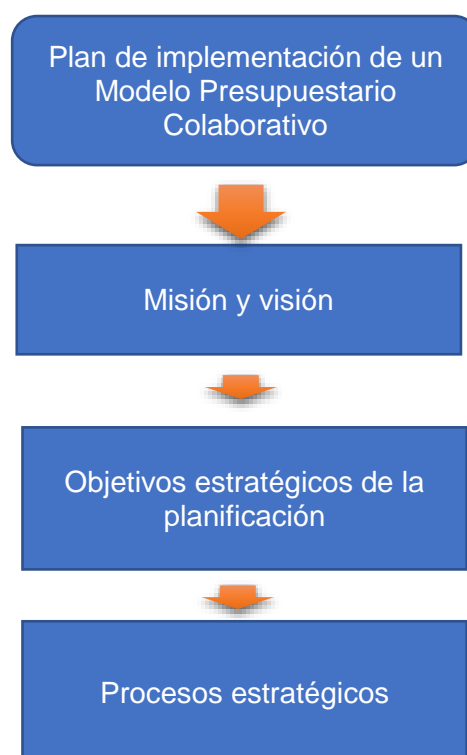 Plan de implementación de un
Modelo Presupuestario
Colaborativo
Misión y visión
Objetivos estratégicos de la
planificación
Procesos estratégicos